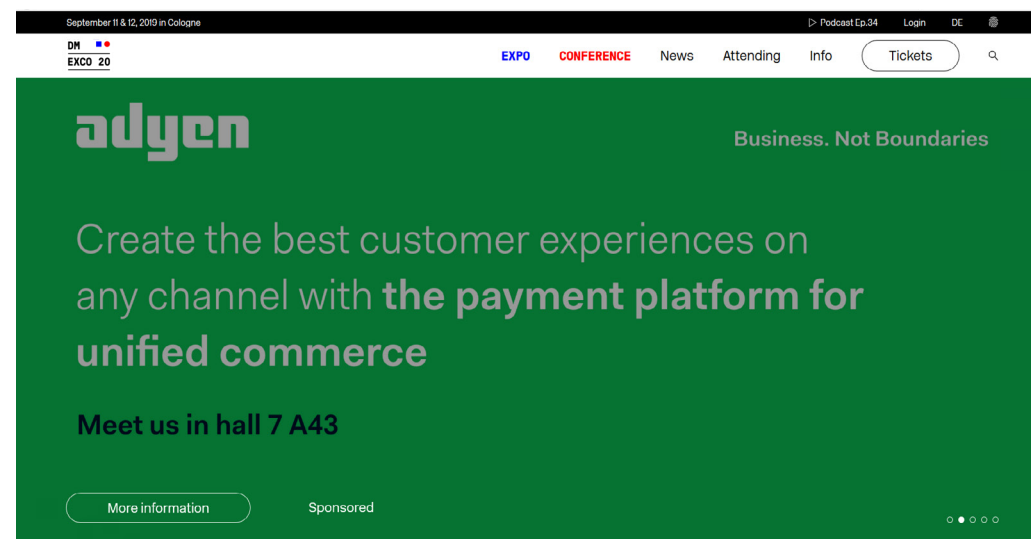 September 11 & 12, 2019 in Cologne
▷ Podcast Ep.34 Login DE
DM
EXCO 20
EXPO CONFERENCE News Attending Info Tickets
adyen
Business. Not Boundaries
Create the best customer experiences on
any channel with the payment platform for
unified commerce
Meet us in hall 7 A43
More information Sponsored